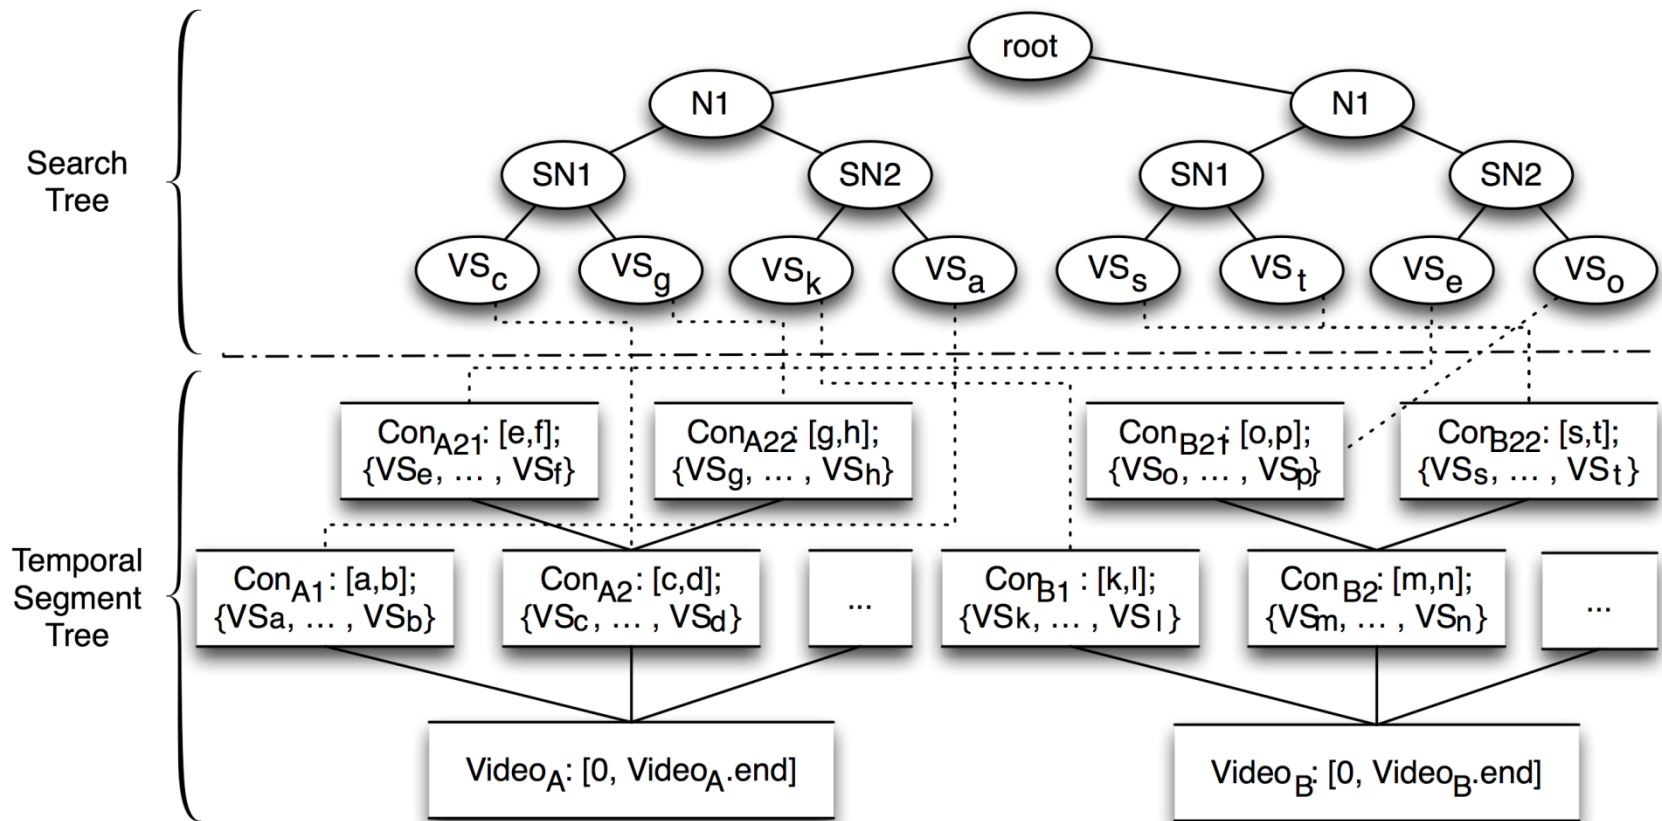 root
N1
N1
Search
Tree
SN1
SN2
SN1
SN2
VSc
VSg
VSk
VSa
VSs
VSt
VSe
VSo
ConA21: [e,f];
{VSe, ... , VSf}
ConA22: [g,h];
{VSg, ... , VSh}
ConB21: [o,p];
{VSo, ... , VSp}
ConB22: [s,t];
{VSs, ... , VSt}
Temporal
Segment
Tree
ConA1: [a,b];
{VSa, ... , VSb}
ConA2: [c,d];
{VSc, ... , VSd}
...
ConB1 : [k,l];
{VSk, ... , VSl}
ConB2: [m,n];
{VSm, ... , VSn}
...
VideoA: [0, VideoA.end]
VideoB: [0, VideoB.end]